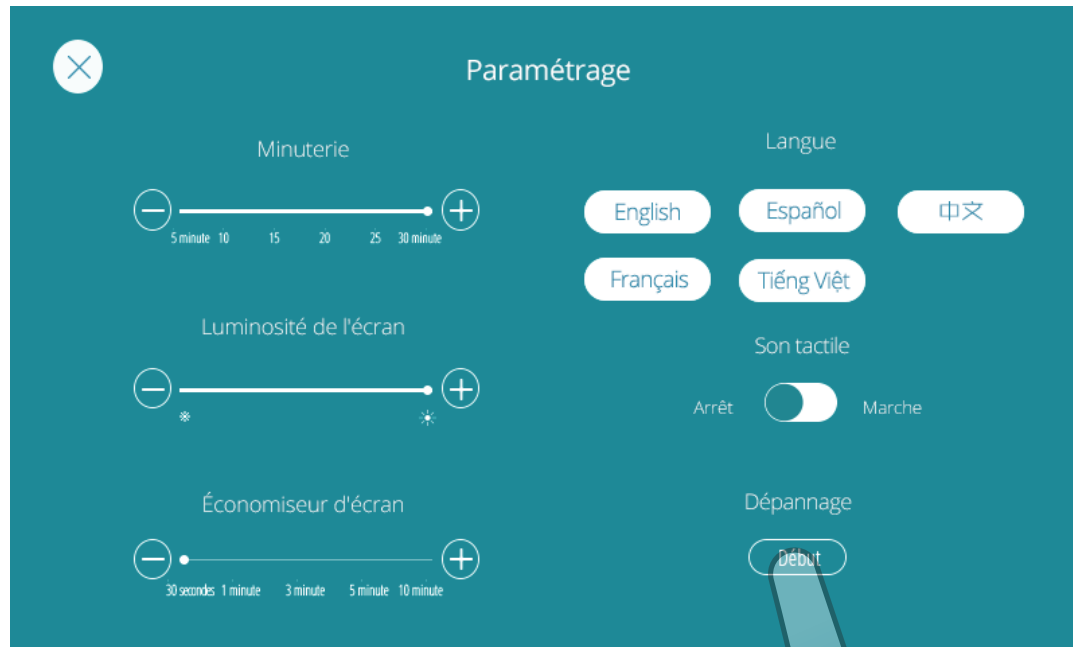 Paramétrage
Minuterie
5 minute 10 15 20 25 30 minute
Luminosité de l'écran
Économiseur d'écran
30 secondes 1 minute 3 minute 5 minute 10 minute
Langue
English Español 中文
Français Tiếng Việt
Son tactile
Arrêt Marche
Dépannage
Début